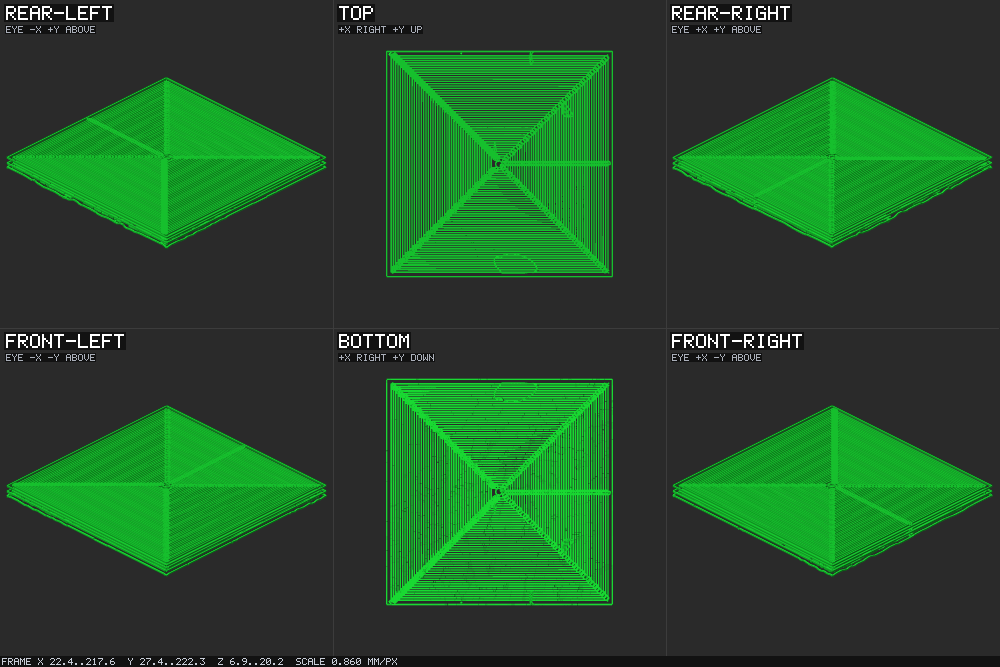 REAR-LEFT
EYE -X +Y ABOVE
TOP
+X RIGHT +Y UP
REAR-RIGHT
EYE +X +Y ABOVE
FRONT-LEFT
EYE -X -Y ABOVE
BOTTOM
+X RIGHT +Y DOWN
FRONT-RIGHT
EYE +X -Y ABOVE
FRAME X 22.4..217.6 Y 27.4..222.3 Z 6.9..20.2 SCALE 0.860 MM/PX